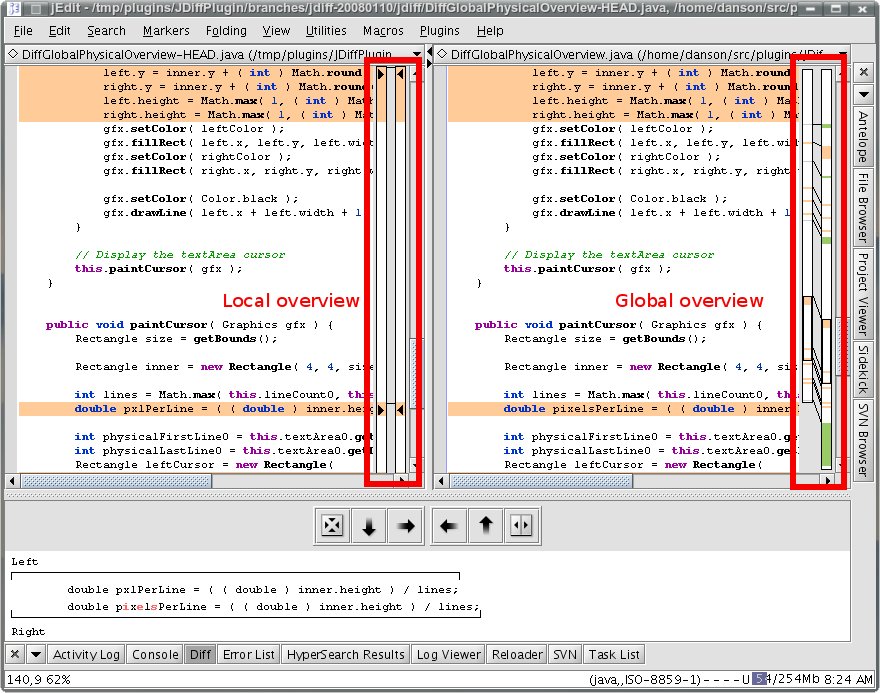 jEdit - /tmp/plugins/JDiffPlugin/branches/jdiff-20080110/jdiff/DiffGlobalPhysicalOverview-HEAD.java, /home/danson/src/p
File Edit Search Markers Folding View Utilities Macros Plugins Help
DiffGlobalPhysicalOverview-HEAD.java (/tmp/plugins/JDiffPlugin
left.y = inner.y + ( int ) Math.round
right.y = inner.y + ( int ) Math.roun
left.height = Math.max( 1, ( int ) Mat
right.height = Math.max( 1, ( int ) Ma
gfx.setColor( leftColor );
gfx.fillRect( left.x, left.y, left.wid
gfx.setColor( rightColor );
gfx.fillRect( right.x, right.y, right.
gfx.setColor( Color.black );
gfx.drawLine( left.x + left.width + 1
}
// Display the textArea cursor
this.paintCursor( gfx );
}
Local overview
public void paintCursor( Graphics gfx ) {
Rectangle size = getBounds();
Rectangle inner = new Rectangle( 4, 4, siz
int lines = Math.max( this.lineCount0, th
double pxlPerLine = ( ( double ) inner.hei
int physicalFirstLine0 = this.textArea0.get
int physicalLastLine0 = this.textArea0.get
Rectangle leftCursor = new Rectangle(
DiffGlobalPhysicalOverview.java (/home/danson/src/plugins/JDif
left.y = inner.y + ( int ) Math.round
right.y = inner.y + ( int ) Math.roun
left.height = Math.max( 1, ( int ) Mat
right.height = Math.max( 1, ( int ) Ma
gfx.setColor( leftColor );
gfx.fillRect( left.x, left.y, left.wid
gfx.setColor( rightColor );
gfx.fillRect( right.x, right.y, right
gfx.setColor( Color.black );
gfx.drawLine( left.x + left.width + 1
}
// Display the textArea cursor
this.paintCursor( gfx );
}
Global overview
public void paintCursor( Graphics gfx ) {
Rectangle size = getBounds();
Rectangle inner = new Rectangle( 4, 4, siz
int lines = Math.max( this.lineCount0, thi
double pixelsPerLine = ( ( double ) inner
int physicalFirstLine0 = this.textArea0.ge
int physicalLastLine0 = this.textArea0.get
Rectangle leftCursor = new Rectangle(
Antelope
File Browser
Project Viewer
Sidekick
SVN Browser
Left
double pxlPerLine = ( ( double ) inner.height ) / lines;
double pixelsPerLine = ( ( double ) inner.height ) / lines;
Right
Activity Log Console Diff Error List HyperSearch Results Log Viewer Reloader SVN Task List
140,9 62% (java,,ISO-8859-1) - - - - U 54/254Mb 8:24 AM